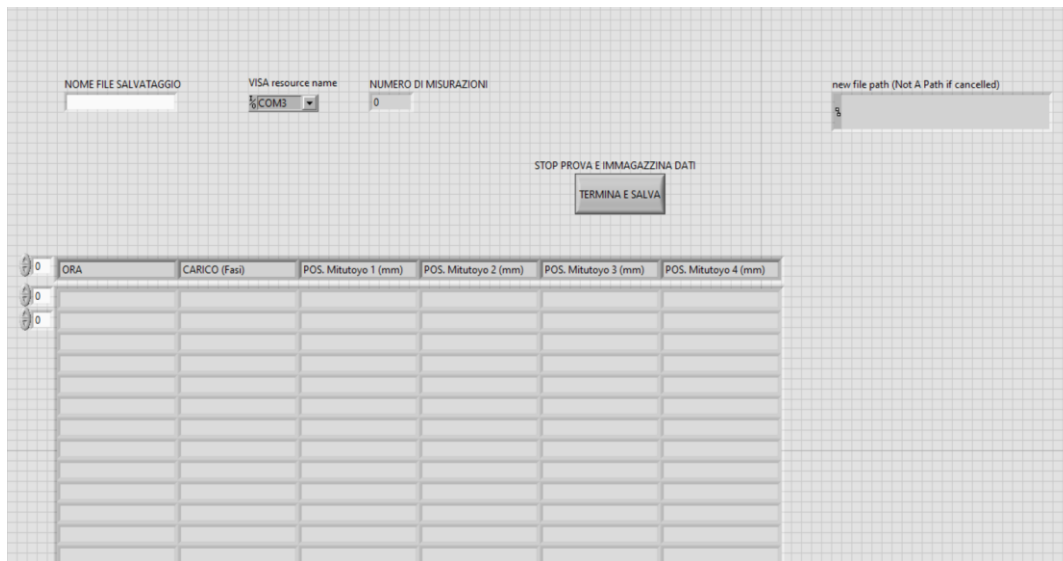 NOME FILE SALVATAGGIO
VISA resource name
NUMERO DI MISURAZIONI
new file path (Not A Path if cancelled)
COM3
0
STOP PROVA E IMMAGAZZINA DATI
TERMINA E SALVA
0
ORA
CARICO (Fasi)
POS. Mitutoyo 1 (mm)
POS. Mitutoyo 2 (mm)
POS. Mitutoyo 3 (mm)
POS. Mitutoyo 4 (mm)
0
0